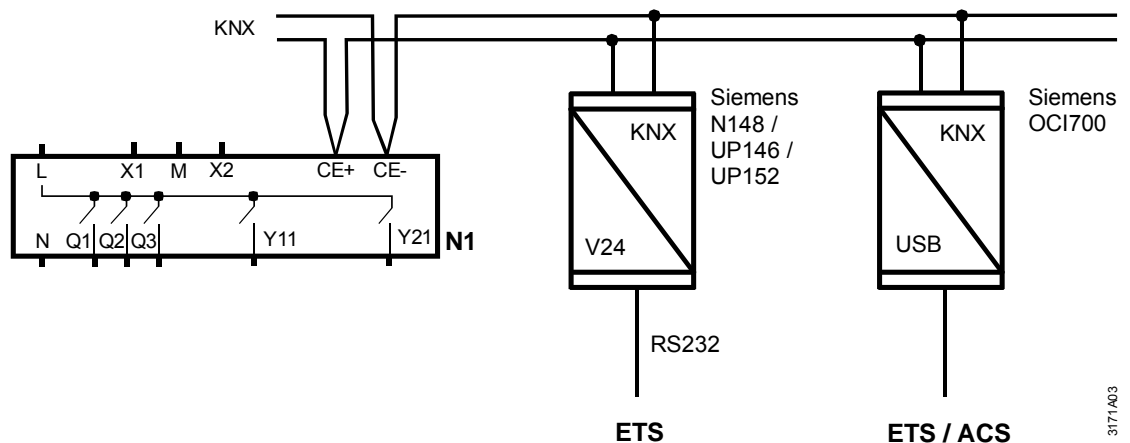 KNX
Siemens
N148 /
UP146 /
UP152
Siemens
OCI700
KNX
KNX
L X1 M X2 CE+ CE-
N Q1 Q2 Q3 Y11 Y21 N1
V24
USB
RS232
ETS
ETS / ACS
3171A03